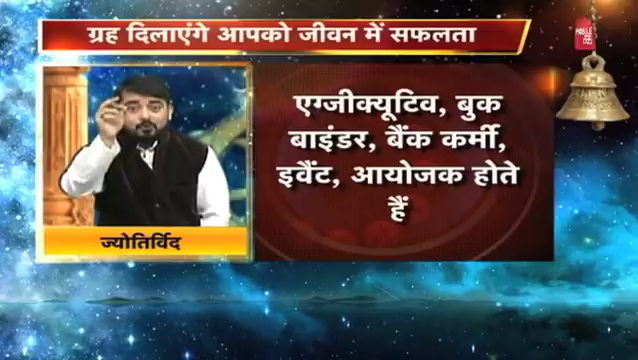 ग्रह दिलाएंगे आपको जीवन में सफलता
एग्जीक्यूटिव, बुक
बाइंडर, बैंक कर्मी,
इवैंट, आयोजक होते
हैं
ज्योतिर्विद